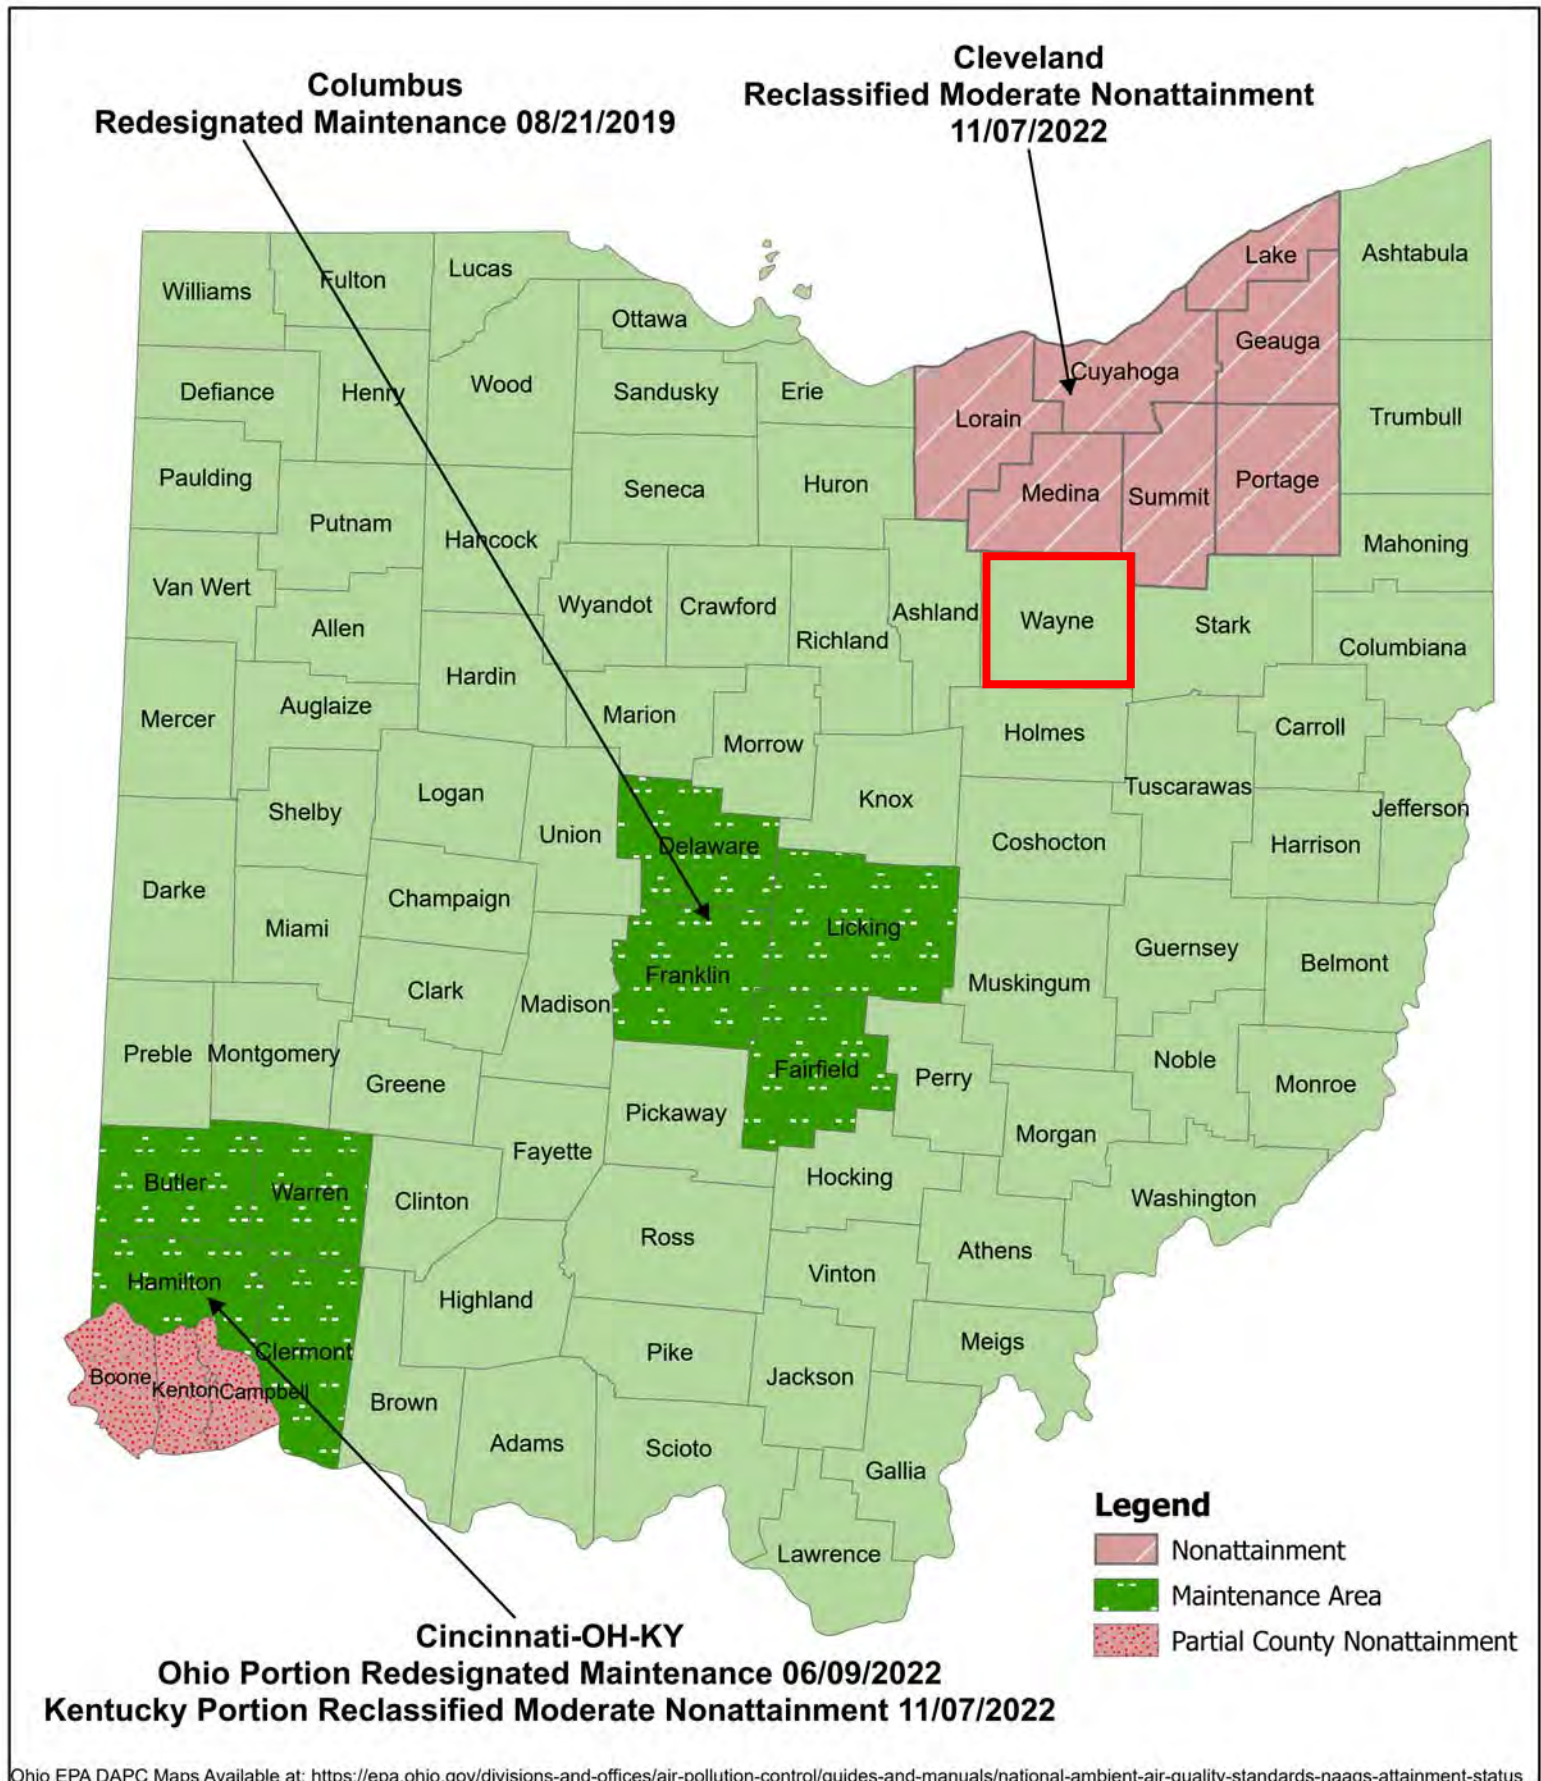 Columbus
Redesignated Maintenance 08/21/2019
Cleveland
Reclassified Moderate Nonattainment
11/07/2022
Lake
Ashtabula
Williams
Fulton
Lucas
Ottawa
Geauga
Cuyahoga
Defiance
Henry
Wood
Sandusky
Erie
Lorain
Trumbull
Paulding
Putnam
Hancock
Seneca
Huron
Medina
Summit
Portage
Mahoning
Van Wert
Allen
Wyandot
Crawford
Richland
Ashland
Wayne
Stark
Columbiana
Mercer
Auglaize
Hardin
Marion
Morrow
Holmes
Carroll
Tuscarawas
Jefferson
Shelby
Logan
Union
Delaware
Knox
Coshocton
Harrison
Darke
Miami
Champaign
Licking
Guernsey
Belmont
Clark
Madison
Franklin
Muskingum
Preble
Montgomery
Greene
Fairfield
Perry
Noble
Monroe
Pickaway
Morgan
Fayette
Hocking
Washington
Butler
Warren
Clinton
Ross
Athens
Vinton
Hamilton
Highland
Clermont
Pike
Meigs
Jackson
Boone
Kenton
Campbell
Brown
Adams
Scioto
Gallia
Lawrence
Legend
Nonattainment
Maintenance Area
Partial County Nonattainment
Cincinnati-OH-KY
Ohio Portion Redesignated Maintenance 06/09/2022
Kentucky Portion Reclassified Moderate Nonattainment 11/07/2022
Ohio EPA DAPC Maps Available at: https://epa.ohio.gov/divisions-and-offices/air-pollution-control/guides-and-manuals/national-ambient-air-quality-standards-naaqs-attainment-status